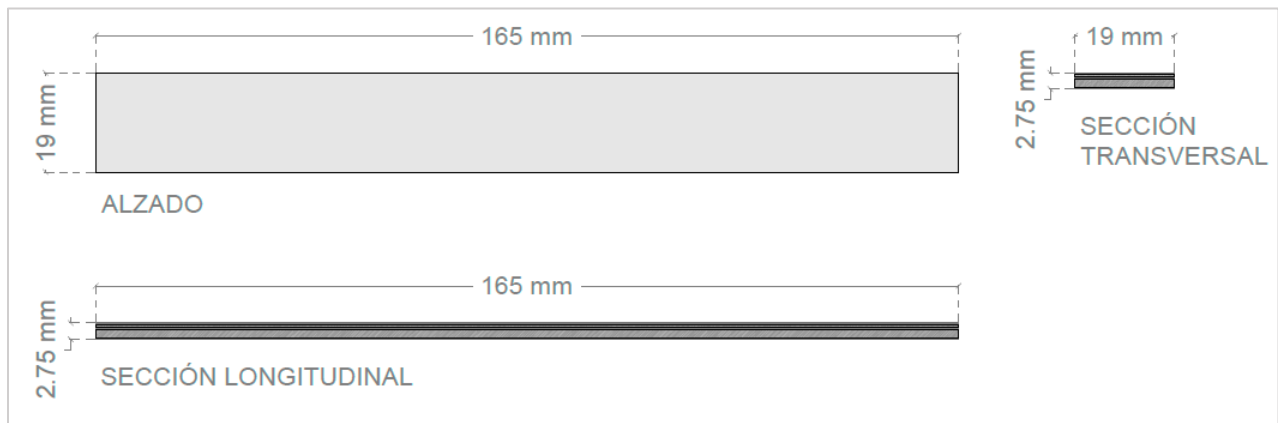 165 mm
19 mm
19 mm
2.75 mm
SECCIÓN
TRANSVERSAL
ALZADO
165 mm
2.75 mm
SECCIÓN LONGITUDINAL